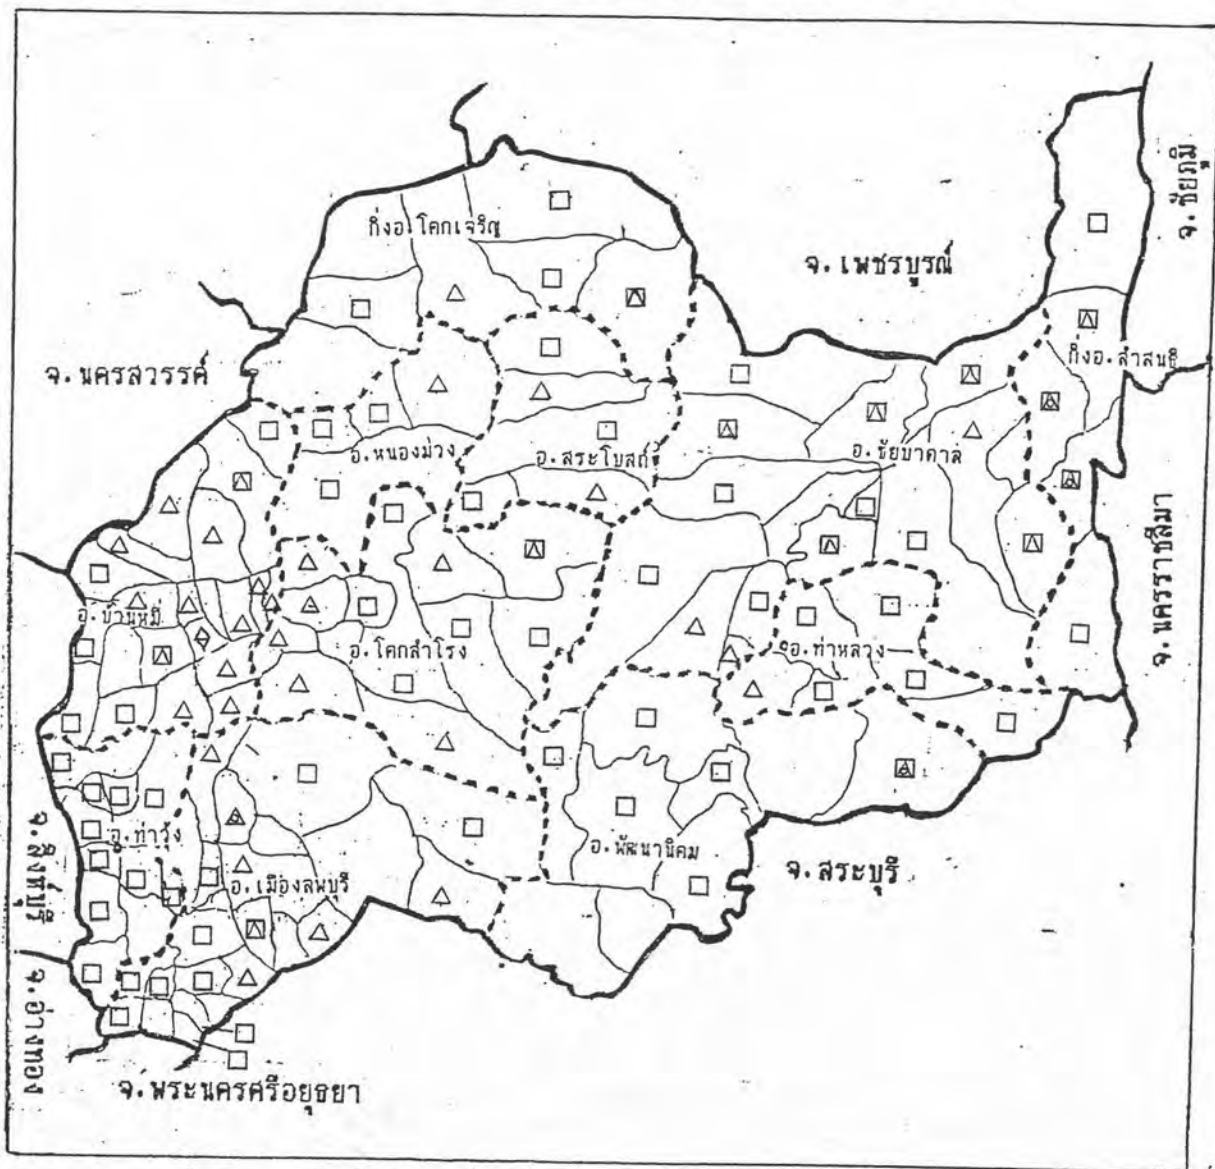 จ.ชัยภูมิ
กิ่งอ.โคกเจริญ
จ.เพชรบูรณ์
จ.นครสวรรค์
กิ่งอ.ลำสนธิ
อ.หนองม่วง
อ.สระโบสถ์
อ.ชัยบาดาล
จ.นครราชสีมา
อ.บ้านหมี่
อ.โคกสำโรง
อ.ท่าหลวง
อ.ท่าวุ้ง
อ.พัฒนานิคม
จ.สิงห์บุรี
อ.เมืองลพบุรี
จ.สระบุรี
จ.อ่างทอง
จ.พระนครศรีอยุธยา